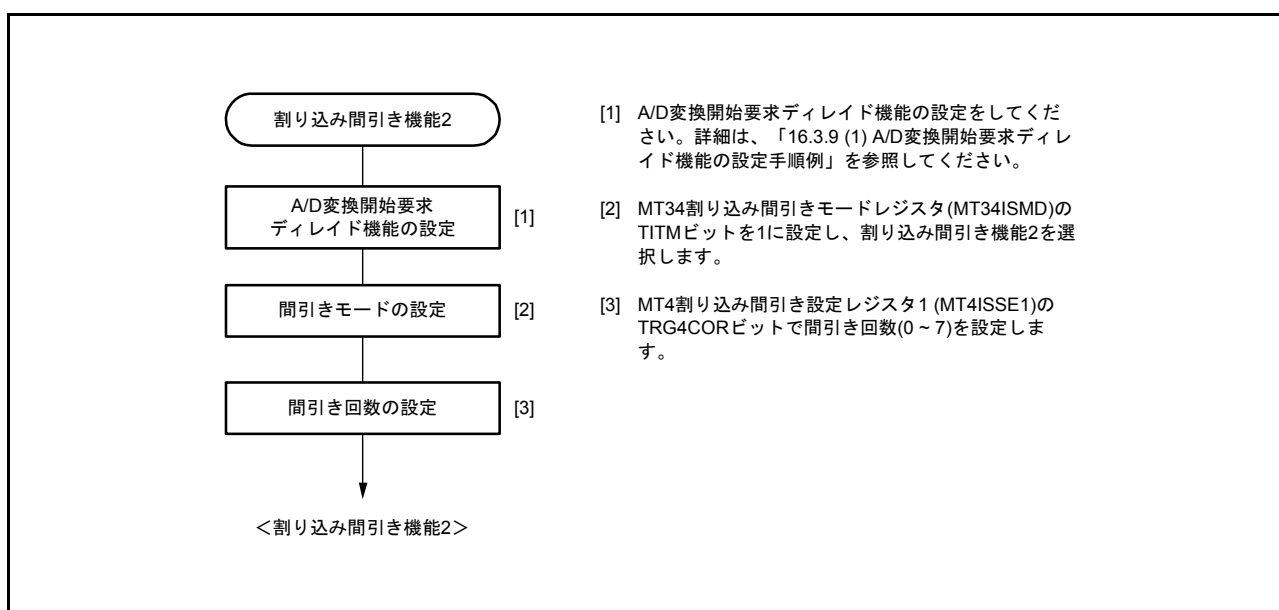 割り込み間引き機能2
A/D変換開始要求
ディレイド機能の設定
[1]
間引きモードの設定
[2]
間引き回数の設定
[3]
＜割り込み間引き機能2＞
[1] A/D変換開始要求ディレイド機能の設定をしてくだ
さい。詳細は、「16.3.9 (1) A/D変換開始要求ディレ
イド機能の設定手順例」を参照してください。
[2] MT34割り込み間引きモードレジスタ(MT34ISMD)の
TITMビットを1に設定し、割り込み間引き機能2を選
択します。
[3] MT4割り込み間引き設定レジスタ1 (MT4ISSE1)の
TRG4CORビットで間引き回数(0 ~ 7)を設定しま
す。